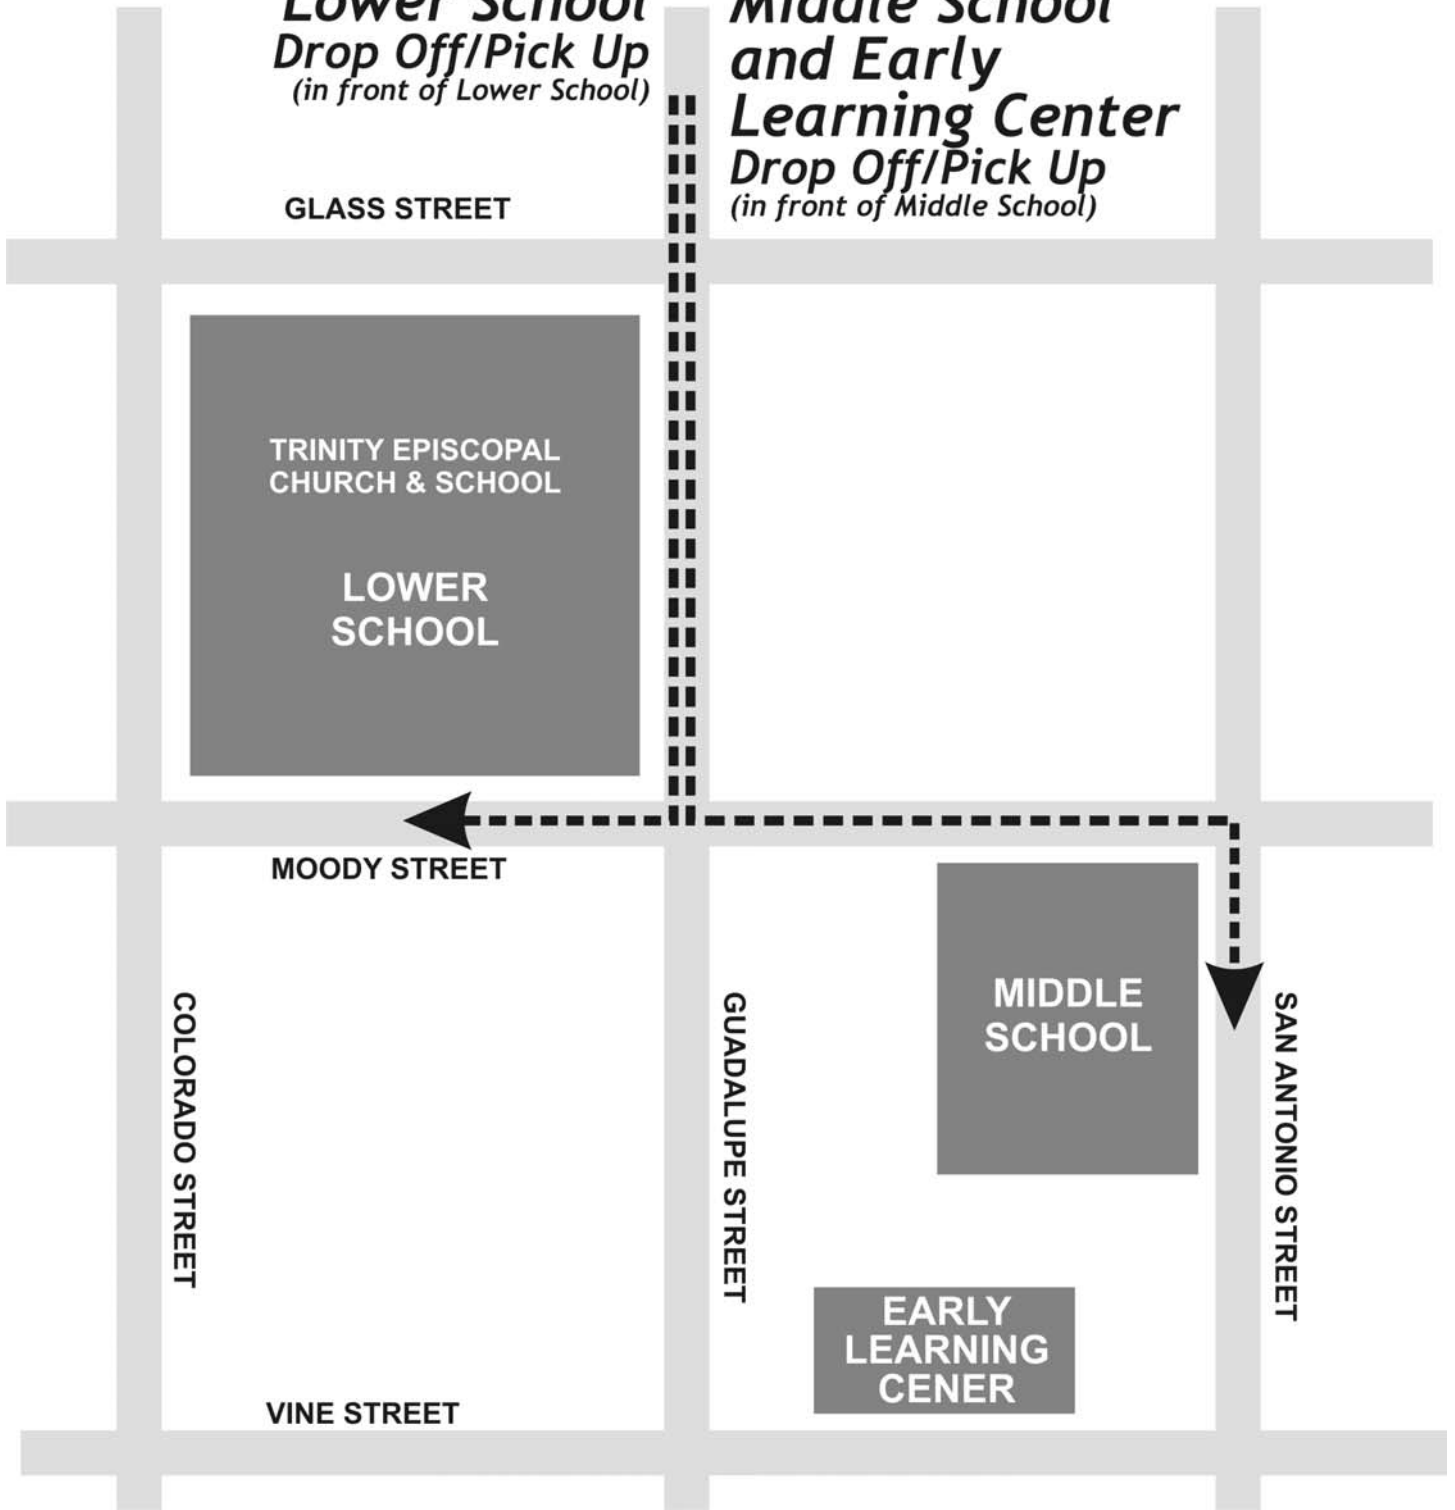 Lower School
Drop Off/Pick Up
(in front of Lower School)
Middle School
and Early
Learning Center
Drop Off/Pick Up
(in front of Middle School)
GLASS STREET
TRINITY EPISCOPAL
CHURCH & SCHOOL
LOWER
SCHOOL
MOODY STREET
COLORADO STREET
GUADALUPE STREET
MIDDLE
SCHOOL
SAN ANTONIO STREET
EARLY
LEARNING
CENER
VINE STREET